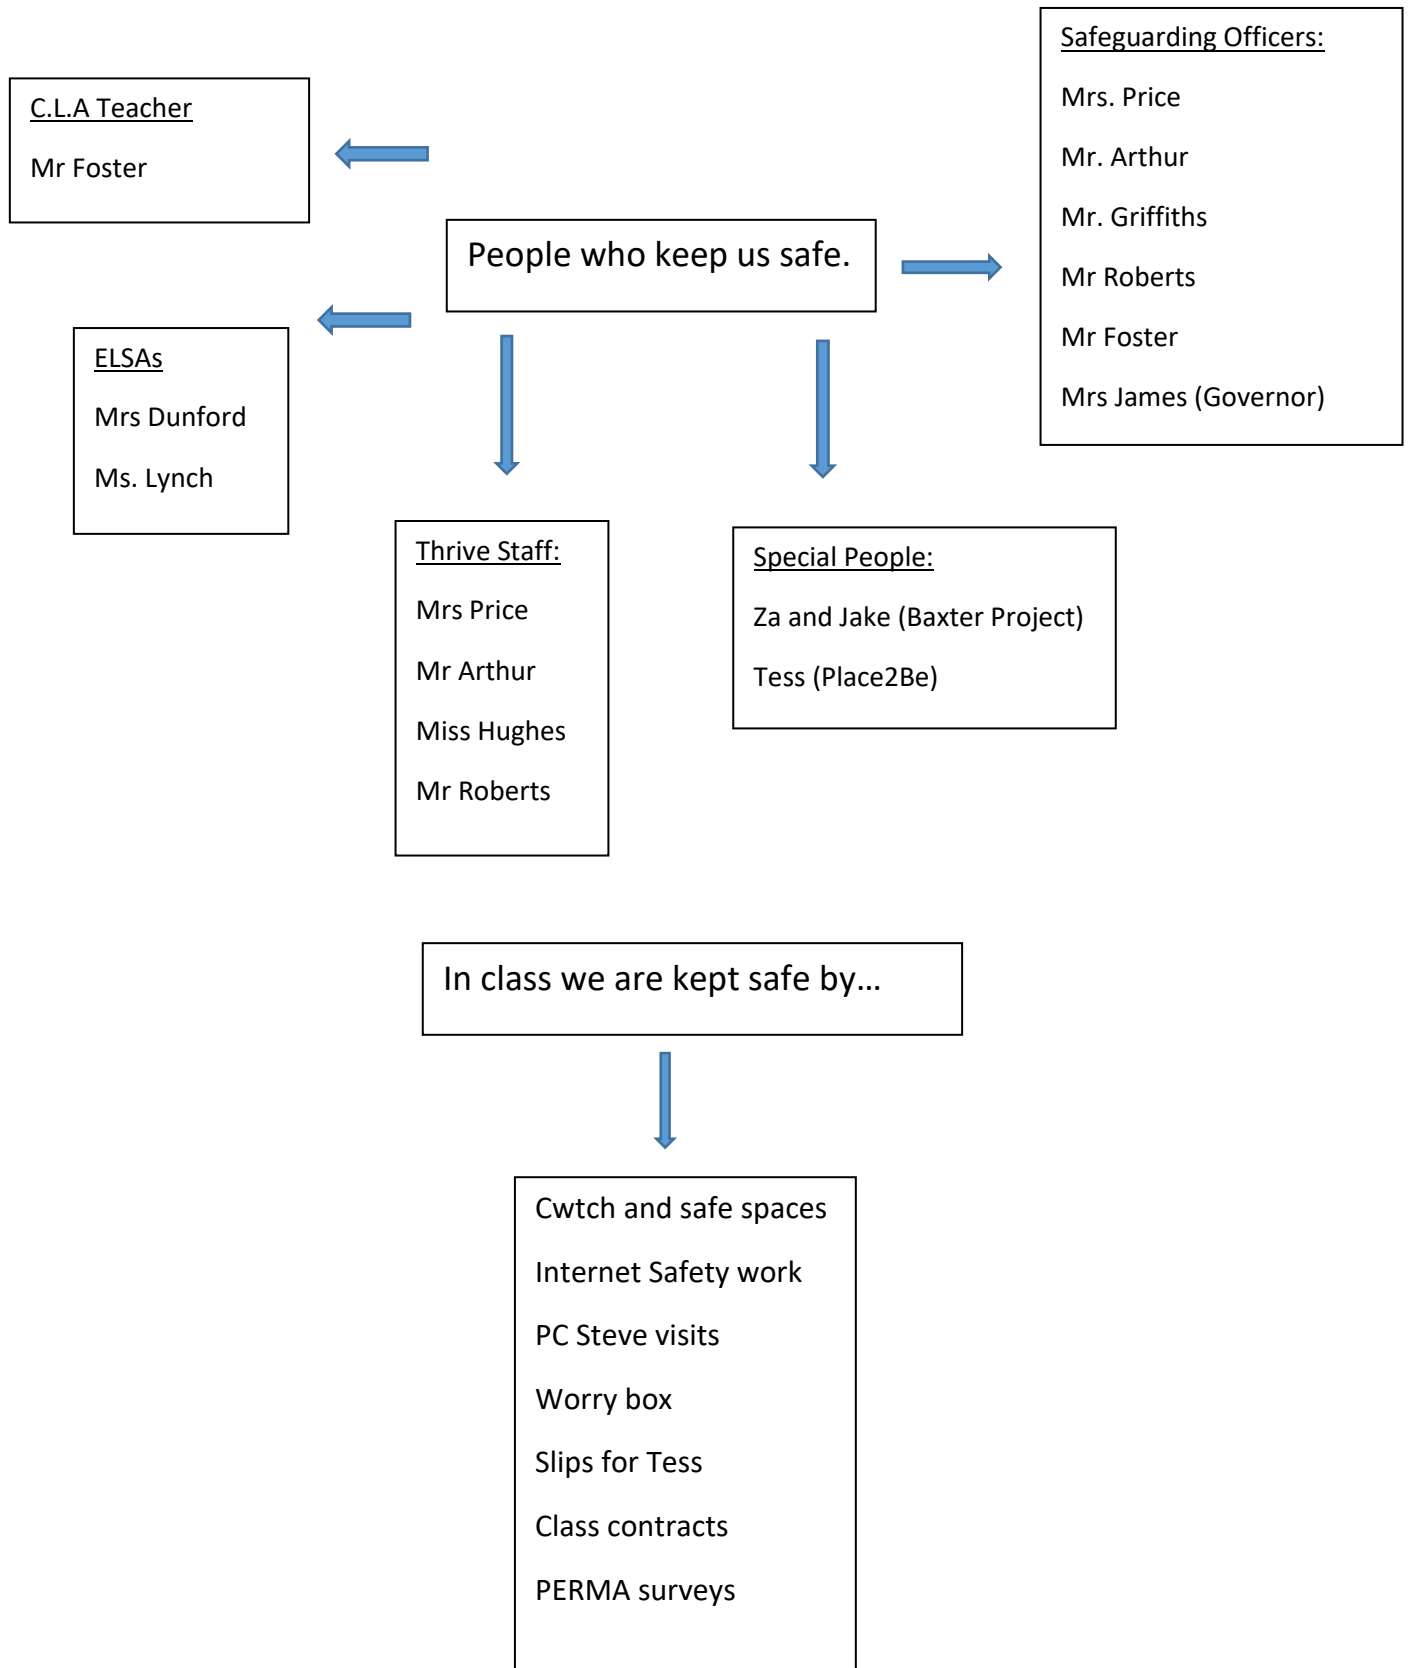 Safeguarding Officers:
Mrs. Price
Mr. Arthur
Mr. Griffiths
Mr Roberts
Mr Foster
Mrs James (Governor)
C.L.A Teacher
Mr Foster
People who keep us safe.
ELSAs
Mrs Dunford
Ms. Lynch
Thrive Staff:
Mrs Price
Mr Arthur
Miss Hughes
Mr Roberts
Special People:
Za and Jake (Baxter Project)
Tess (Place2Be)
In class we are kept safe by…
Cwtch and safe spaces
Internet Safety work
PC Steve visits
Worry box
Slips for Tess
Class contracts
PERMA surveys